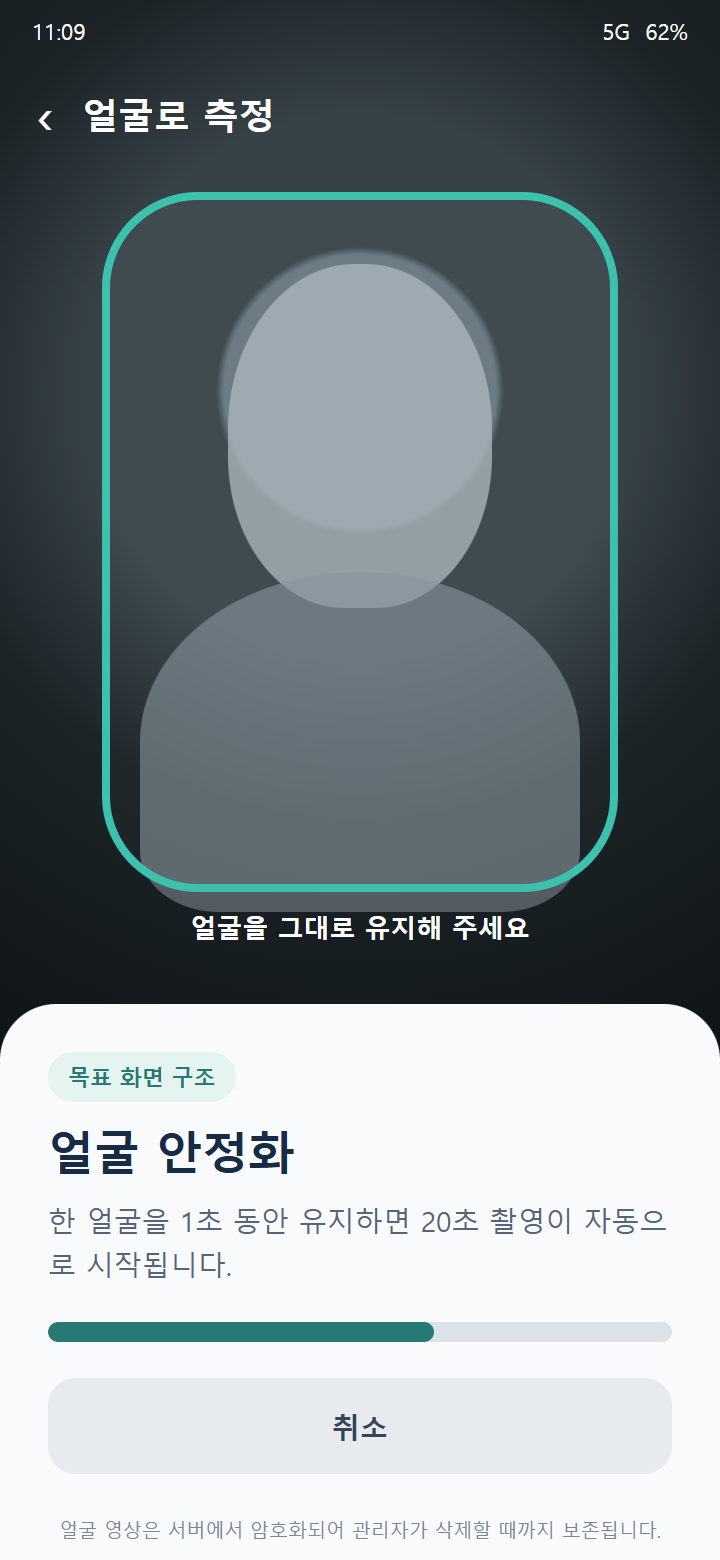 11:09 5G 62%
‹ 얼굴로 측정
얼굴을 그대로 유지해 주세요
목표 화면 구조
얼굴 안정화
한 얼굴을 1초 동안 유지하면 20초 촬영이 자동으
로 시작됩니다.
취소
얼굴 영상은 서버에서 암호화되어 관리자가 삭제할 때까지 보존됩니다.